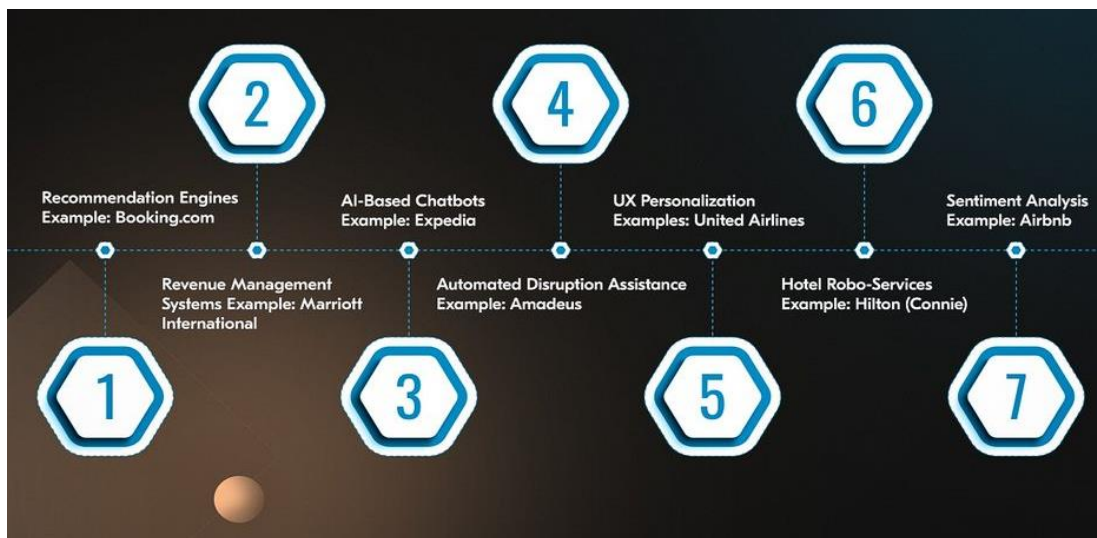 1
Recommendation Engines
Example: Booking.com
2
Revenue Management
Systems Example: Marriott
International
3
AI-Based Chatbots
Example: Expedia
4
Automated Disruption Assistance
Example: Amadeus
5
UX Personalization
Examples: United Airlines
6
Hotel Robo-Services
Example: Hilton (Connie)
7
Sentiment Analysis
Example: Airbnb